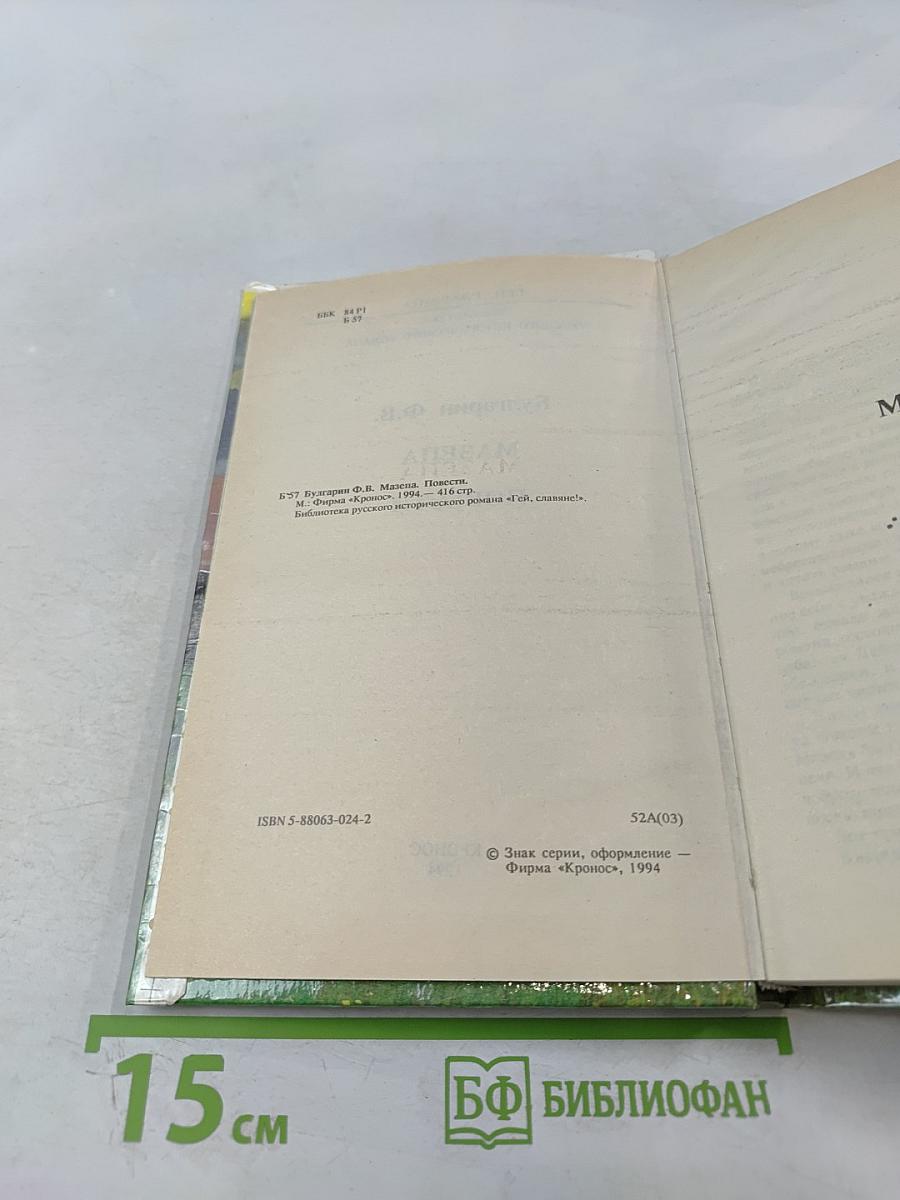 ББК 84 Р1
Б 57
Б 57 Булгарин Ф.В. Мазепа. Повести.
М.: Фирма «Кронос», 1994.— 416 стр.
Библиотека русского исторического романа «Гей, славяне!».
ISBN 5-88063-024-2
52А(03)
© Знак серии, оформление —
Фирма «Кронос», 1994
М
15 см
БФ БИБЛИОФАН